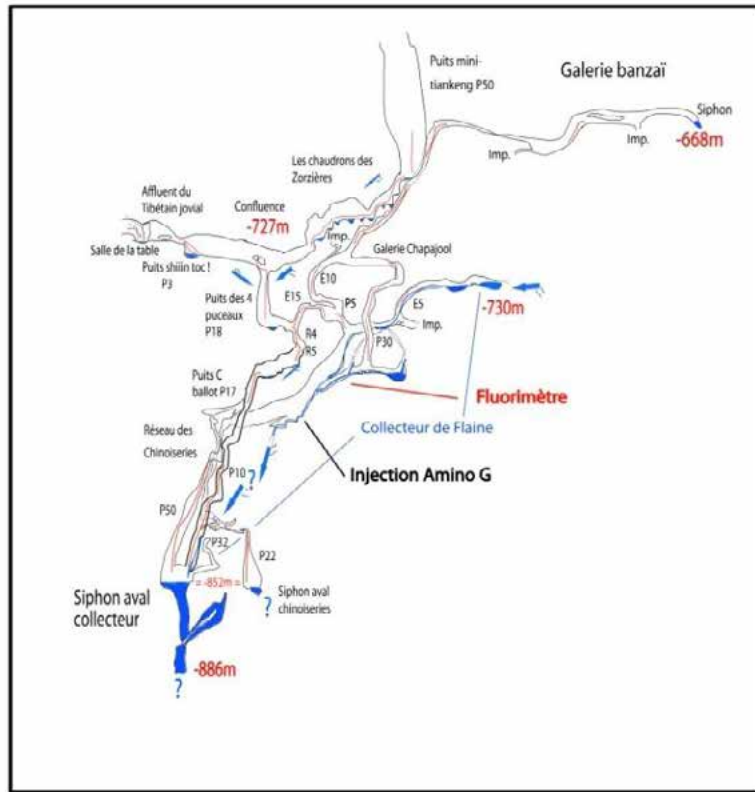 Puits mini-
tiankeng P50
Galerie banzaï
Siphon
-668m
Imp.
Imp.
Les chaudrons des
Zorzières
Affluent du
Tibétain jovial
Confluence
-727m
Imp.
Salle de la table
Galerie Chapajool
Puits shiiin toc !
P3
E10
E15
P5
E5
-730m
Puits des 4
puceaux
P18
Imp.
R4
P30
R5
Puits C
ballot P17
Fluorimètre
Réseau des
Chinoiseries
Collecteur de Flaine
P10
?
Injection Amino G
P50
P32
P22
= -852m =
Siphon aval
collecteur
Siphon aval
chinoiseries
?
-886m
?